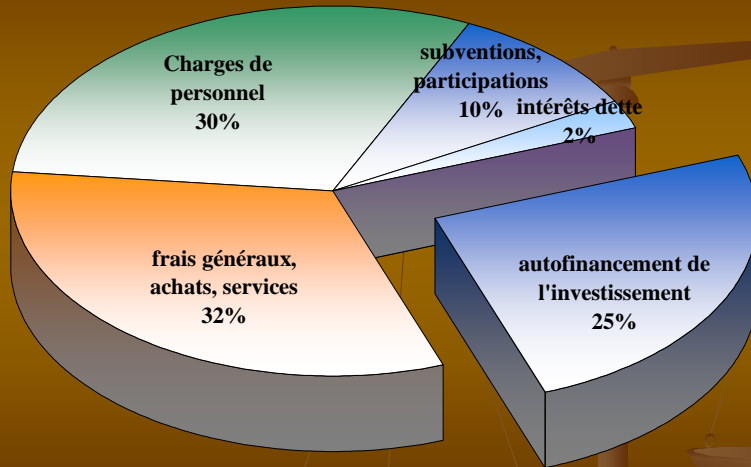 Charges de
personnel
30%
subventions,
participations
10%
intérêts dette
2%
frais généraux,
achats, services
32%
autofinancement de
l'investissement
25%